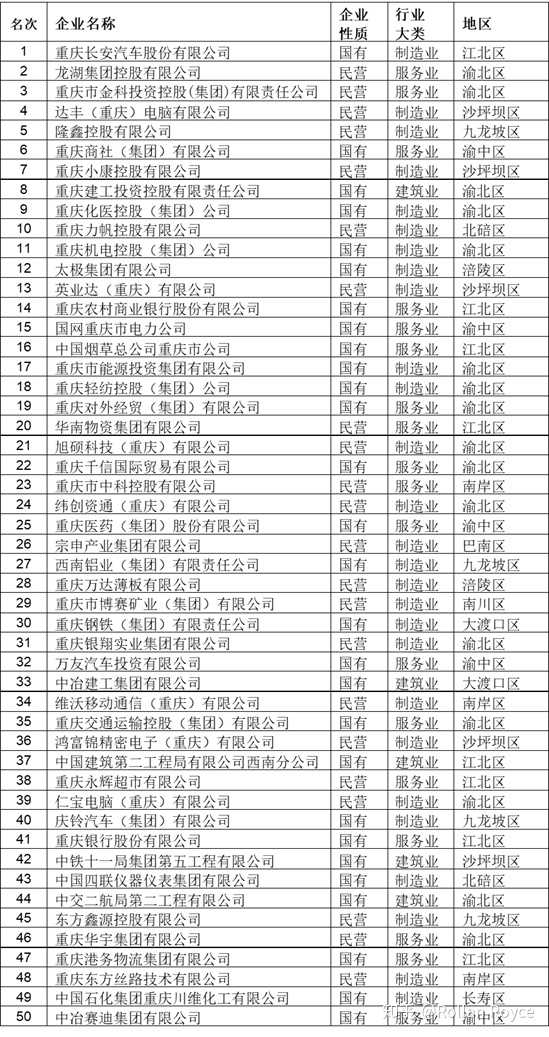 名次 企业名称 企业性质 行业大类 地区
1 重庆长安汽车股份有限公司 国有 制造业 江北区
2 龙湖集团控股有限公司 民营 服务业 渝北区
3 重庆市金科投资控股(集团)有限责任公司 民营 服务业 渝北区
4 达丰（重庆）电脑有限公司 民营 制造业 沙坪坝区
5 隆鑫控股有限公司 民营 制造业 九龙坡区
6 重庆商社（集团）有限公司 国有 服务业 渝中区
7 重庆小康控股有限公司 民营 制造业 沙坪坝区
8 重庆建工投资控股有限责任公司 国有 建筑业 渝北区
9 重庆化医控股（集团）公司 国有 制造业 渝北区
10 重庆力帆控股有限公司 民营 制造业 北碚区
11 重庆机电控股（集团）公司 国有 制造业 渝北区
12 太极集团有限公司 国有 制造业 涪陵区
13 英业达（重庆）有限公司 民营 制造业 沙坪坝区
14 重庆农村商业银行股份有限公司 国有 服务业 江北区
15 国网重庆市电力公司 国有 服务业 渝中区
16 中国烟草总公司重庆市公司 国有 服务业 江北区
17 重庆市能源投资集团有限公司 国有 制造业 渝北区
18 重庆轻纺控股（集团）公司 国有 制造业 渝北区
19 重庆对外经贸（集团）有限公司 国有 服务业 渝北区
20 华南物资集团有限公司 民营 服务业 江北区
21 旭硕科技（重庆）有限公司 民营 制造业 渝北区
22 重庆千信国际贸易有限公司 国有 服务业 渝北区
23 重庆市中科控股有限公司 民营 服务业 南岸区
24 纬创资通（重庆）有限公司 民营 制造业 渝北区
25 重庆医药（集团）股份有限公司 国有 服务业 渝中区
26 宗申产业集团有限公司 民营 制造业 巴南区
27 西南铝业（集团）有限责任公司 国有 制造业 九龙坡区
28 重庆万达薄板有限公司 民营 制造业 涪陵区
29 重庆市博赛矿业（集团）有限公司 民营 制造业 南川区
30 重庆钢铁（集团）有限责任公司 国有 制造业 大渡口区
31 重庆银翔实业集团有限公司 民营 制造业 渝北区
32 万友汽车投资有限公司 国有 服务业 渝中区
33 中冶建工集团有限公司 国有 建筑业 大渡口区
34 维沃移动通信（重庆）有限公司 民营 制造业 南岸区
35 重庆交通运输控股（集团）有限公司 国有 服务业 渝北区
36 鸿富锦精密电子（重庆）有限公司 民营 制造业 沙坪坝区
37 中国建筑第二工程局有限公司西南分公司 国有 建筑业 江北区
38 重庆永辉超市有限公司 民营 服务业 江北区
39 仁宝电脑（重庆）有限公司 民营 制造业 渝北区
40 庆铃汽车（集团）有限公司 国有 制造业 九龙坡区
41 重庆银行股份有限公司 国有 服务业 江北区
42 中铁十一局集团第五工程有限公司 国有 建筑业 沙坪坝区
43 中国四联仪器仪表集团有限公司 国有 制造业 北碚区
44 中交二航局第二工程有限公司 国有 建筑业 渝北区
45 东方鑫源控股有限公司 民营 制造业 九龙坡区
46 重庆华宇集团有限公司 民营 服务业 渝北区
47 重庆港务物流集团有限公司 国有 服务业 江北区
48 重庆东方丝路技术有限公司 民营 制造业 南岸区
49 中国石化集团重庆川维化工有限公司 国有 制造业 长寿区
50 中冶赛迪集团有限公司 国有 服务业 渝中区